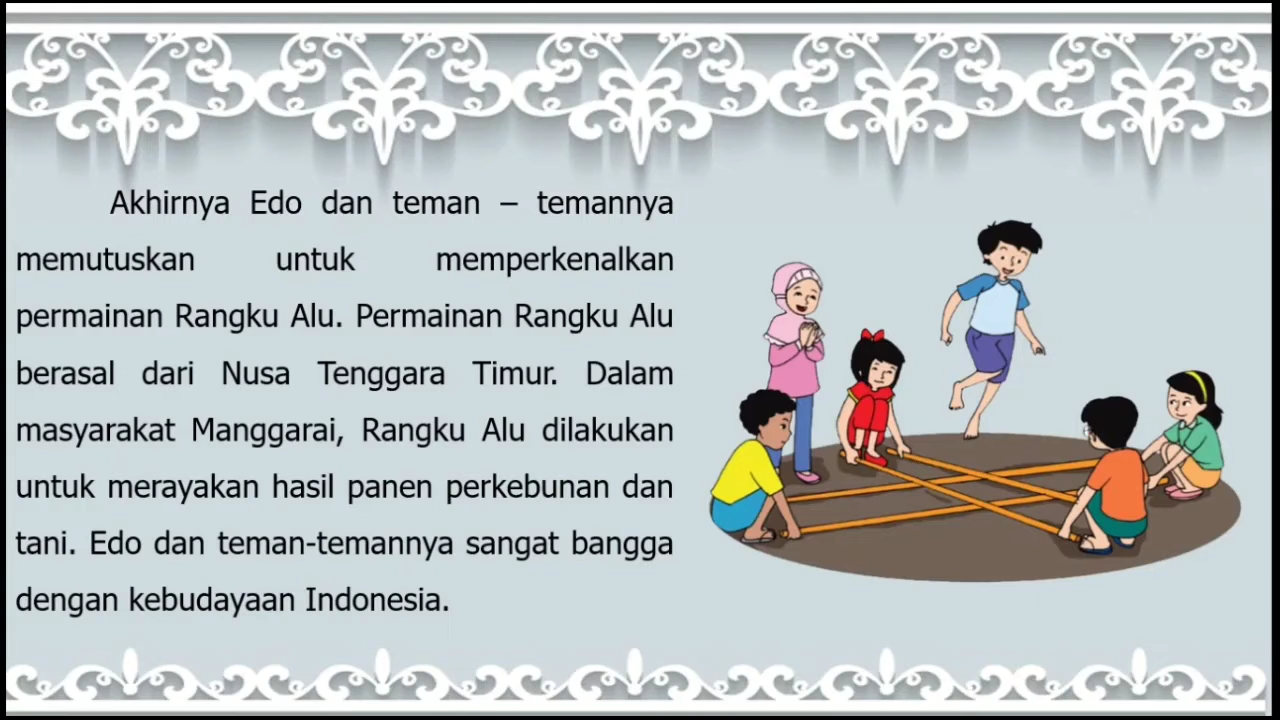 Akhirnya Edo dan teman – temannya
memutuskan untuk memperkenalkan
permainan Rangku Alu. Permainan Rangku Alu
berasal dari Nusa Tenggara Timur. Dalam
masyarakat Manggarai, Rangku Alu dilakukan
untuk merayakan hasil panen perkebunan dan
tani. Edo dan teman-temannya sangat bangga
dengan kebudayaan Indonesia.